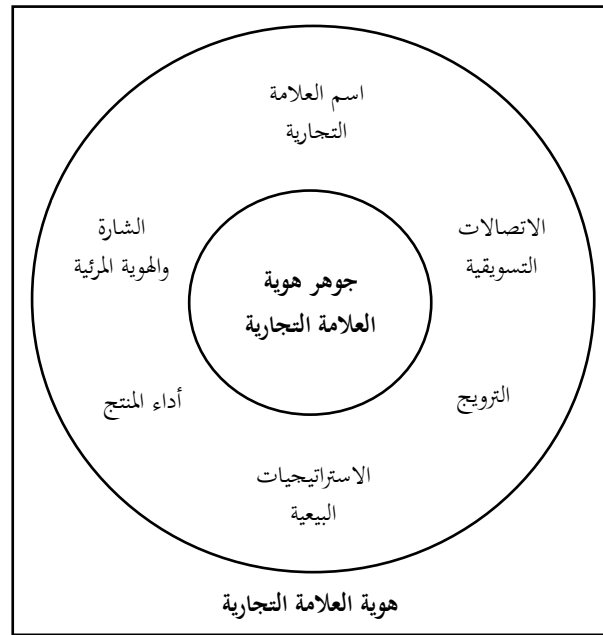 اسم العلامة
التجارية
الاتصالات
التسويقية
الشارة
والهوية المرئية
جوهر هوية
العلامة التجارية
الترويج
أداء المنتج
الاستراتيجيات
البيعية
هوية العلامة التجارية